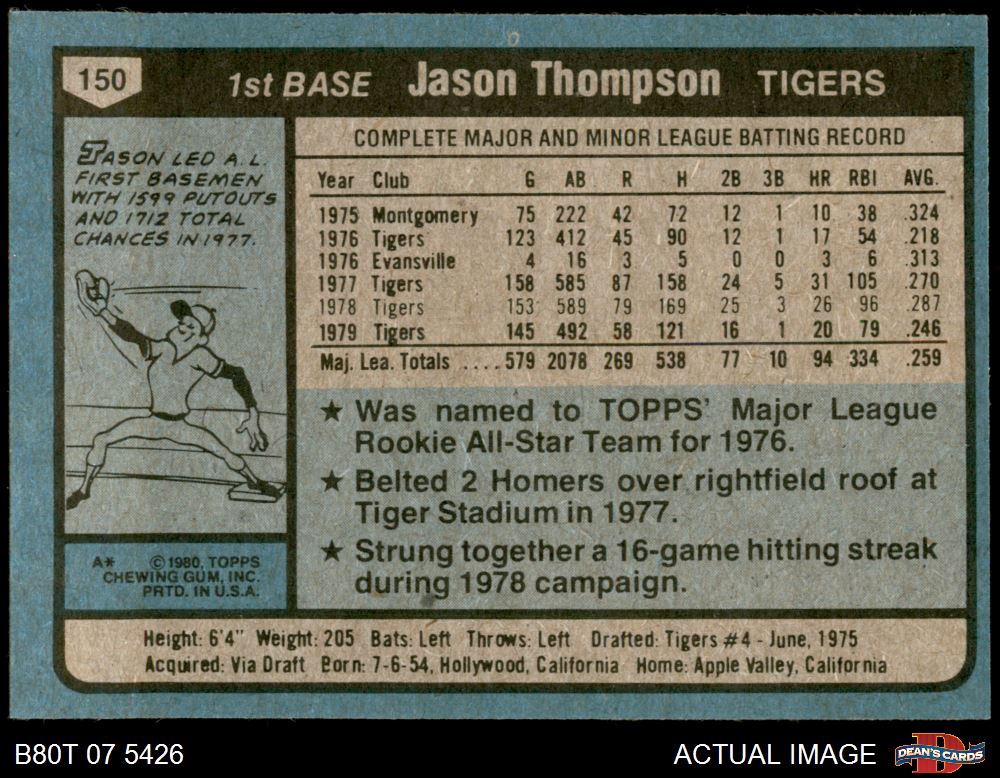 150 1st BASE Jason Thompson TIGERS
JASON LED A.L.
FIRST BASEMEN
WITH 1599 PUTOUTS
AND 1712 TOTAL
CHANCES IN 1977.
COMPLETE MAJOR AND MINOR LEAGUE BATTING RECORD
Year Club G AB R H 2B 3B HR RBI AVG.
1975 Montgomery 75 222 42 72 12 1 10 38 .324
1976 Tigers 123 412 45 90 12 1 17 54 .218
1976 Evansville 4 16 3 5 0 0 3 6 .313
1977 Tigers 158 585 87 158 24 5 31 105 .270
1978 Tigers 153 589 79 169 25 3 26 96 .287
1979 Tigers 145 492 58 121 16 1 20 79 .246
Maj. Lea. Totals ....579 2078 269 538 77 10 94 334 .259
★ Was named to TOPPS' Major League
Rookie All-Star Team for 1976.
★ Belted 2 Homers over rightfield roof at
Tiger Stadium in 1977.
★ Strung together a 16-game hitting streak
during 1978 campaign.
A* ©1980, TOPPS
CHEWING GUM, INC.
PRTD. IN U.S.A.
Height: 6'4" Weight: 205 Bats: Left Throws: Left Drafted: Tigers #4 - June, 1975
Acquired: Via Draft Born: 7-6-54, Hollywood, California Home: Apple Valley, California
B80T 07 5426 ACTUAL IMAGE DEAN'S CARDS